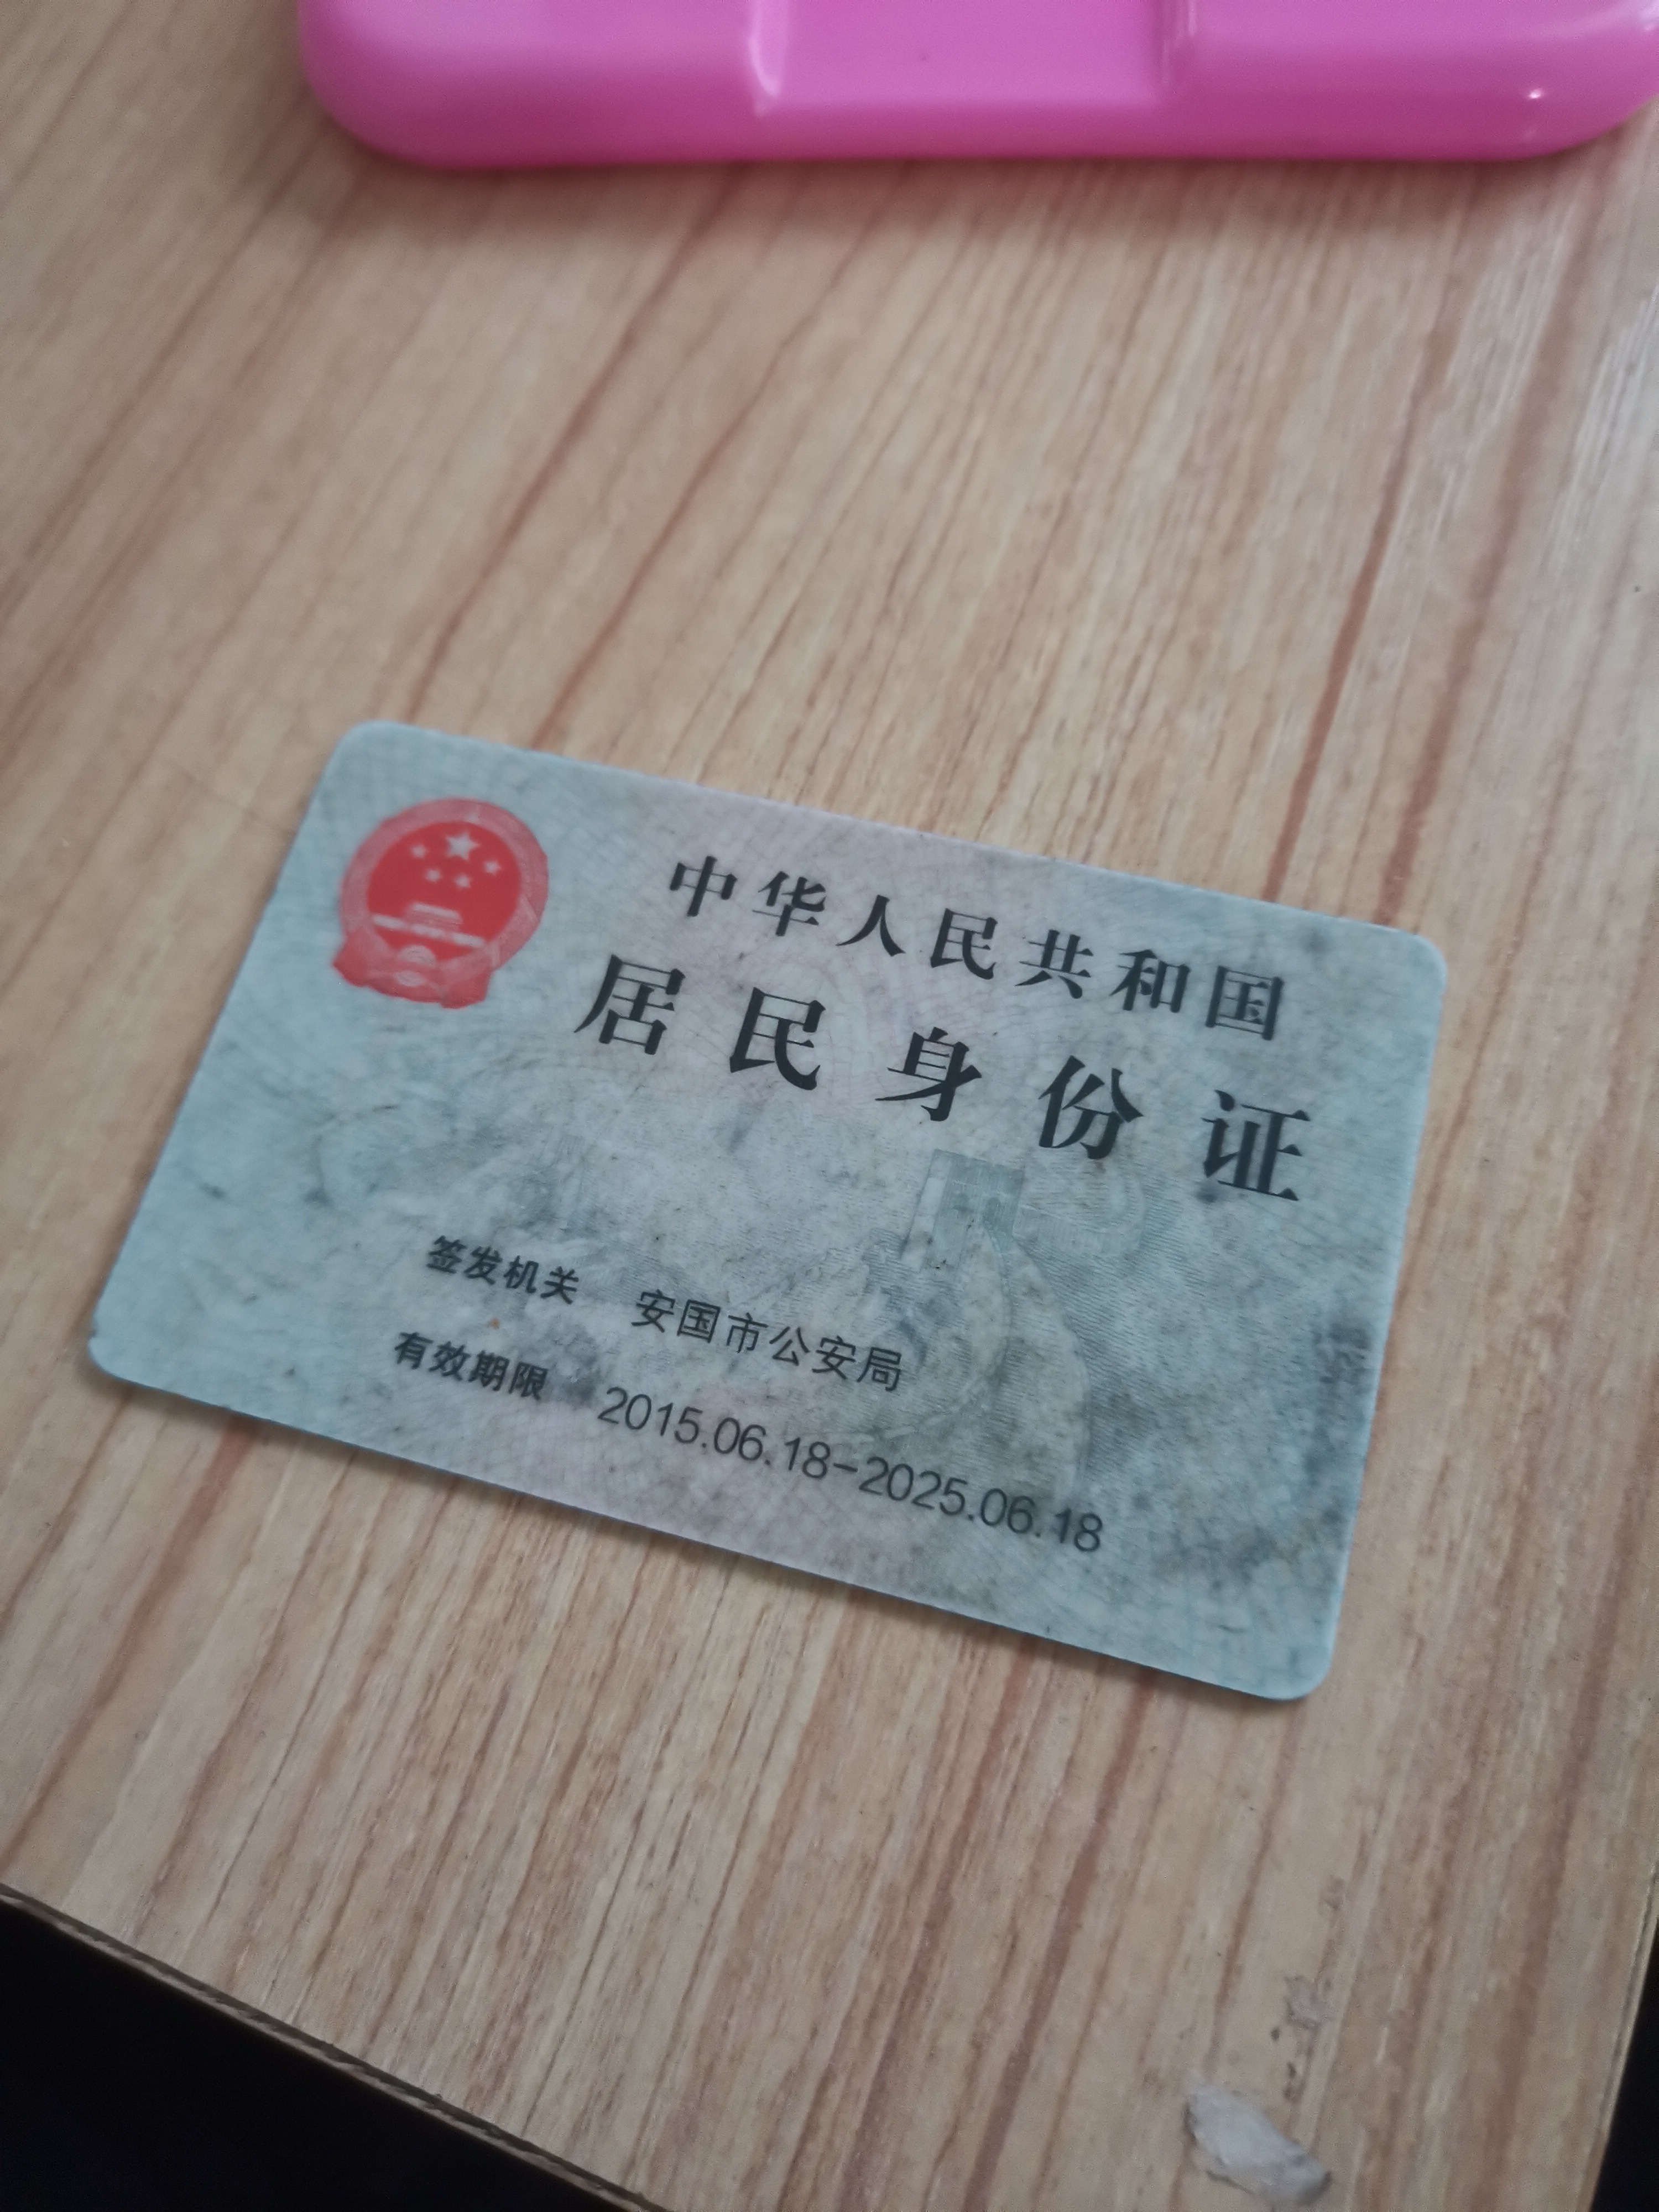 中华人民共和国
居民身份证
签发机关 安国市公安局
有效期限 2015.06.18-2025.06.18